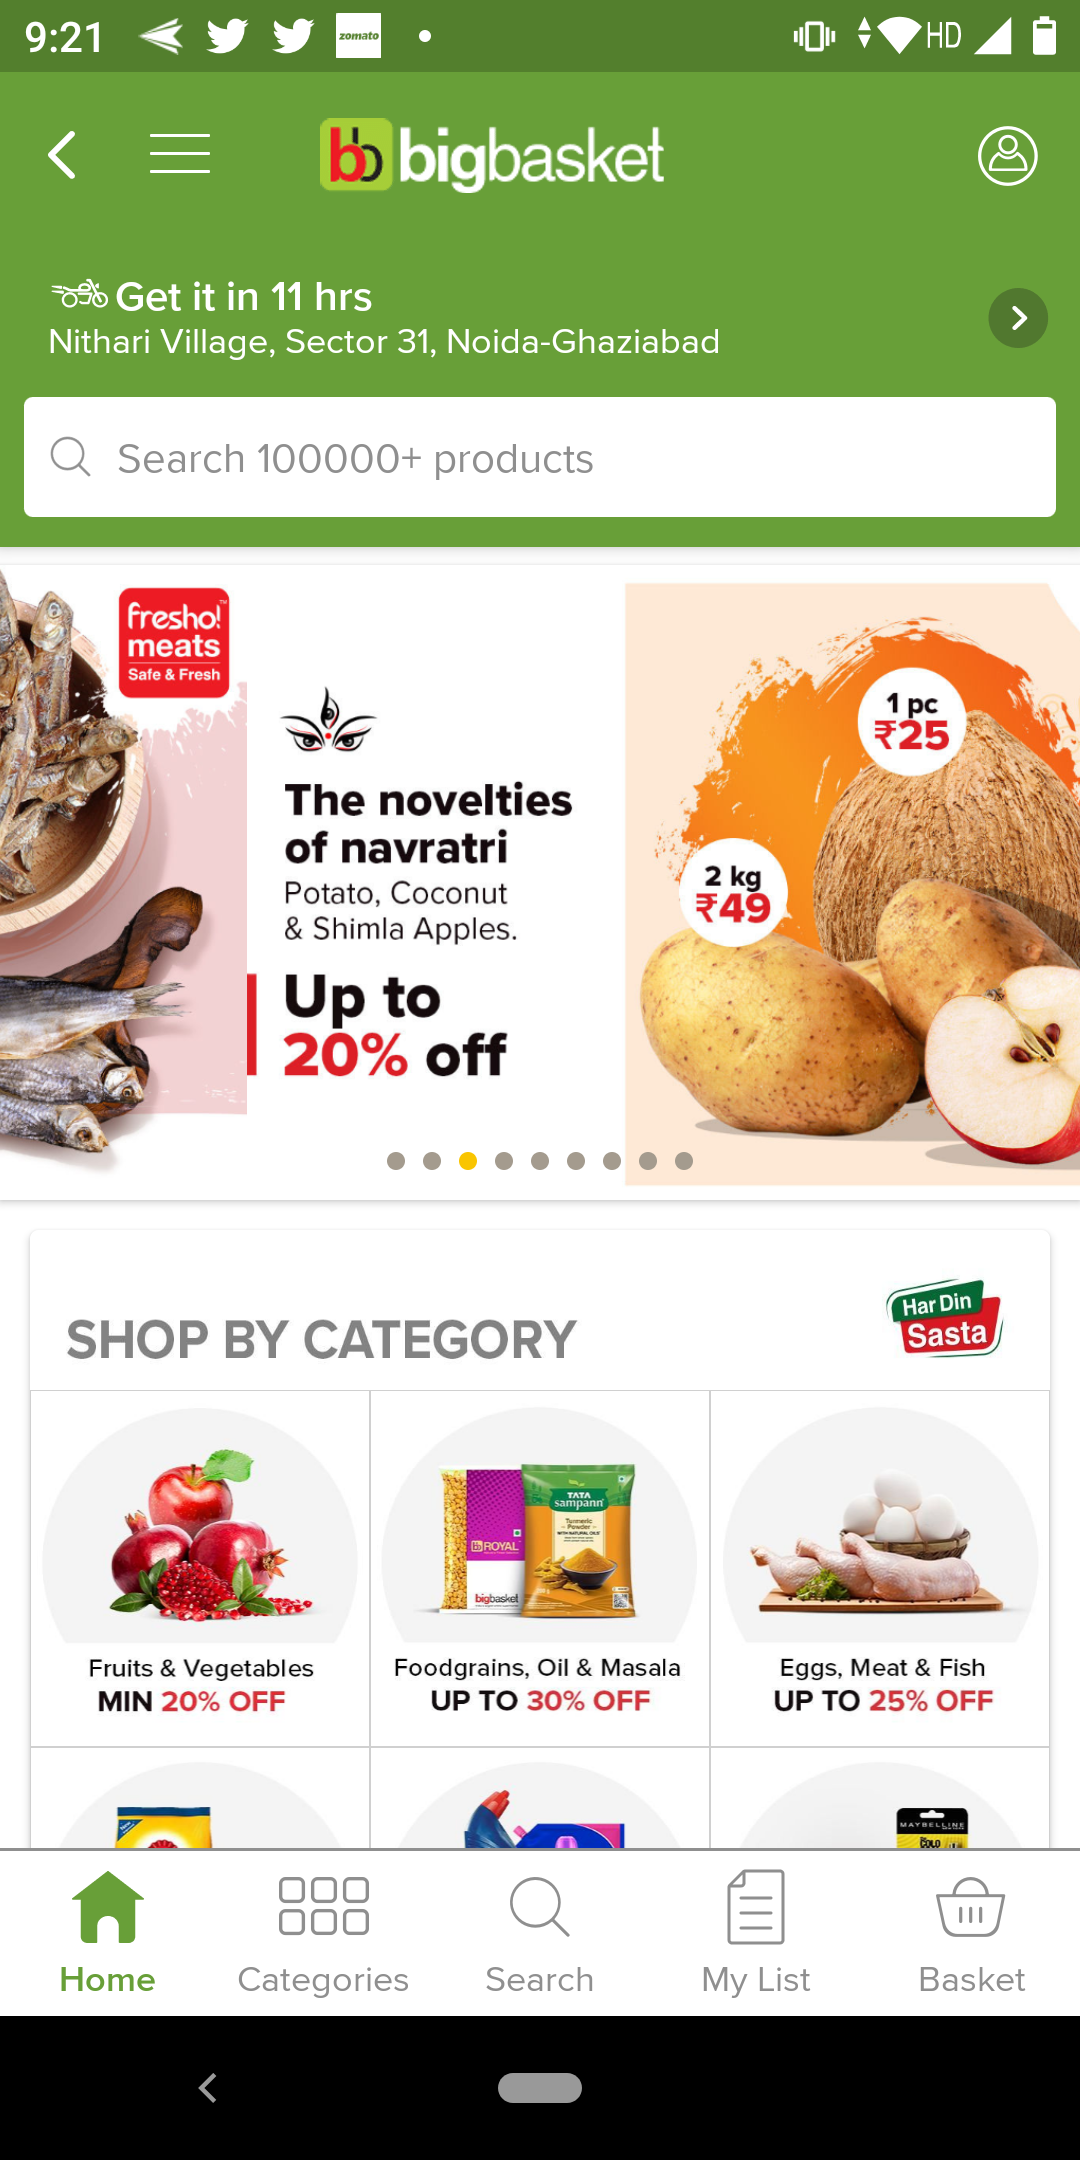 9:21
zomato
HD
bb bigbasket
Get it in 11 hrs
Nithari Village, Sector 31, Noida-Ghaziabad
Search 100000+ products
fresho!
meats
Safe & Fresh
The novelties
of navratri
Potato, Coconut
& Shimla Apples.
Up to
20% off
1 pc
₹25
2 kg
₹49
SHOP BY CATEGORY
Har Din
Sasta
bb ROYAL
bigbasket
TATA
sampann
Turmeric
Powder
Fruits & Vegetables
MIN 20% OFF
Foodgrains, Oil & Masala
UP TO 30% OFF
Eggs, Meat & Fish
UP TO 25% OFF
MAYBELLINE
Home
Categories
Search
My List
Basket